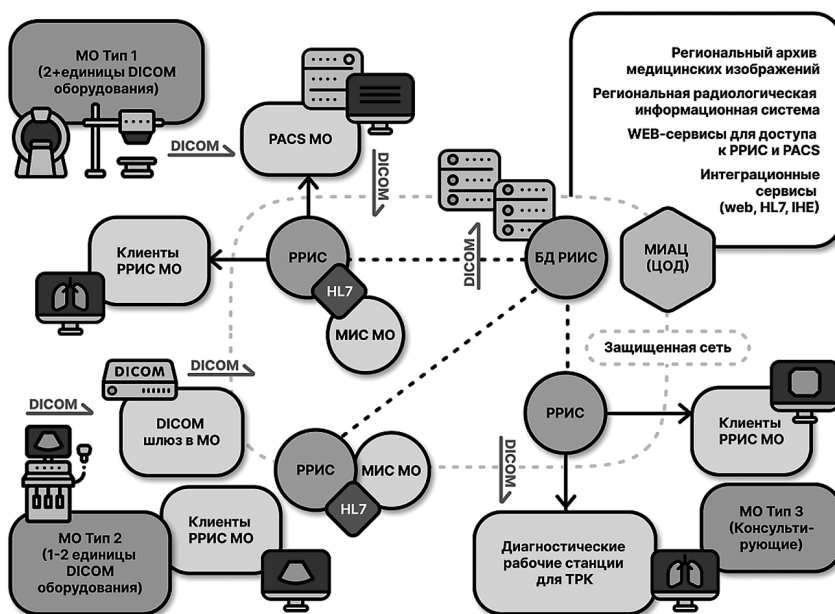 МО Тип 1
(2+единицы DICOM
оборудования)
DICOM
PACS МО
DICOM
Региональный архив
медицинских изображений
Региональная радиологическая
информационная система
WEB-сервисы для доступа
к РРИС и PACS
Интеграционные
сервисы
(web, HL7, IHE)
Клиенты
РРИС МО
РРИС
HL7
МИС МО
DICOM
БД РИИС
МИАЦ
(ЦОД)
Защищенная сеть
DICOM
DICOM
DICOM
DICOM
шлюз в МО
РРИС
МИС МО
HL7
РРИС
Клиенты
РРИС МО
DICOM
МО Тип 2
(1-2 единицы
DICOM
оборудования)
Клиенты
РРИС МО
Диагностические
рабочие станции
для ТРК
МО Тип 3
(Консульти-
рующие)